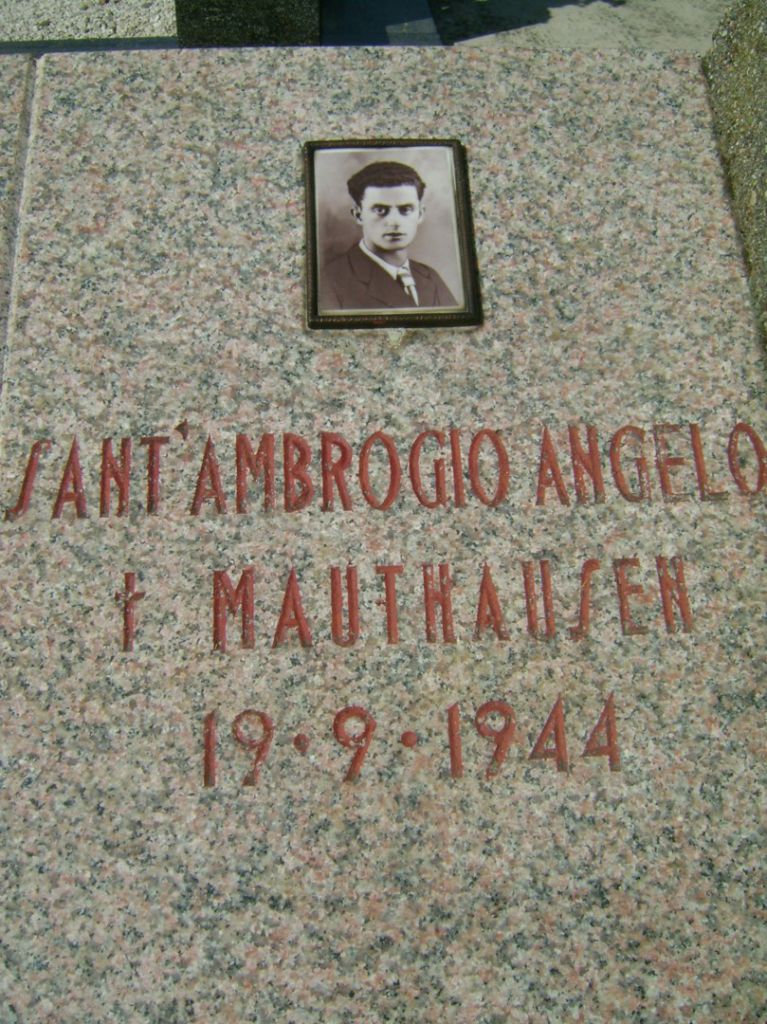 SANT'AMBROGIO ANGELO
† MAUTHAUSEN
19·9·1944